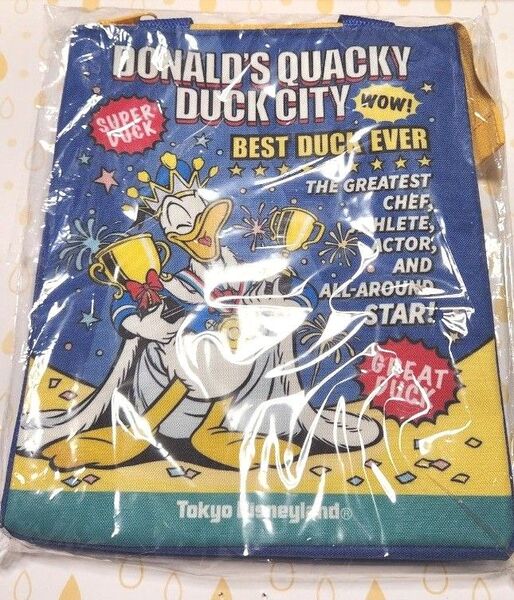 DONALD'S QUACKY
DUCK CITY
WOW!
SUPER
DUCK
BEST DUCK EVER
THE GREATEST
CHEF,
ATHLETE,
ACTOR,
AND
ALL-AROUND
STAR!
GREAT
DUCK
Tokyo Disneyland®